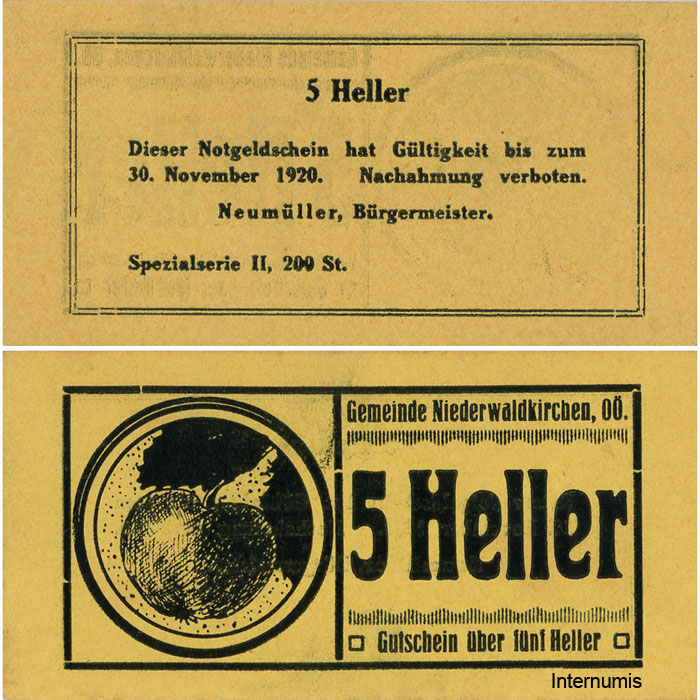 5 Heller
Dieser Notgeldschein hat Gültigkeit bis zum
30. November 1920. Nachahmung verboten.
Neumüller, Bürgermeister.
Spezialserie II, 200 St.
Gemeinde Niederwaldkirchen, OÖ.
5 Heller
Gutschein über fünf Heller
Internumis